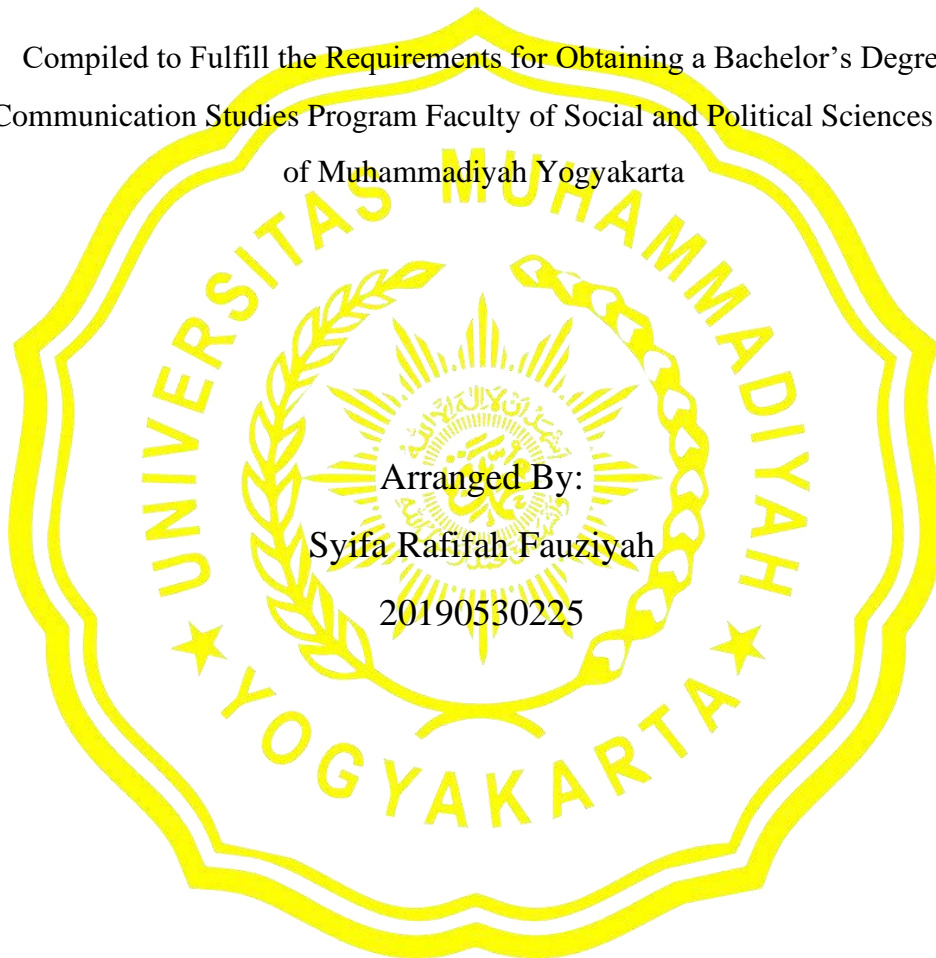 Compiled to Fulfill the Requirements for Obtaining a Bachelor’s Degre
Communication Studies Program Faculty of Social and Political Sciences
of Muhammadiyah Yogyakarta
UNIVERSITAS MUHAMMADIYAH
Arranged By:
Syifa Rafifah Fauziyah
20190530225
★ YOGYAKARTA ★